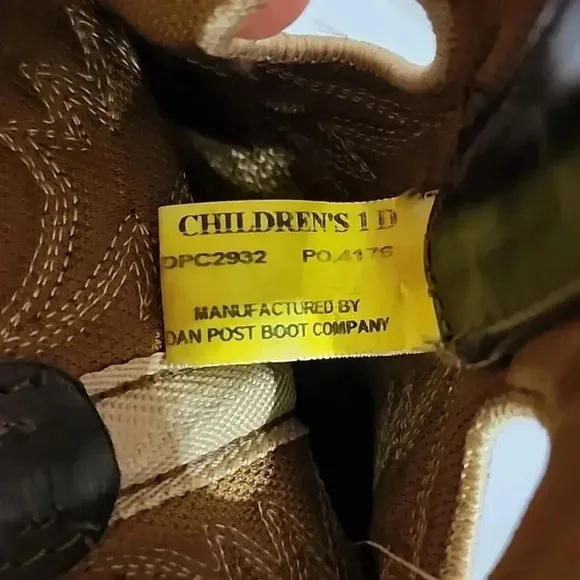 CHILDREN'S 1 D
DPC2932 PO.4176
MANUFACTURED BY
DAN POST BOOT COMPANY